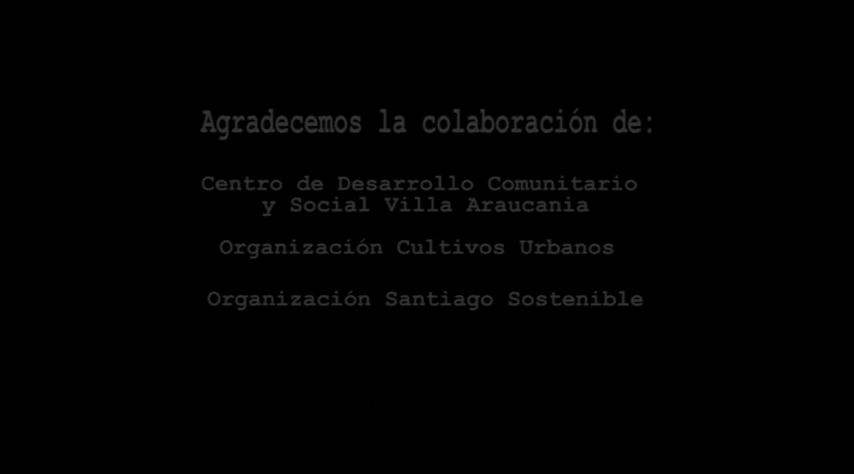 Agradecemos la colaboración de:
Centro de Desarrollo Comunitario
y Social Villa Araucania
Organización Cultivos Urbanos
Organización Santiago Sostenible